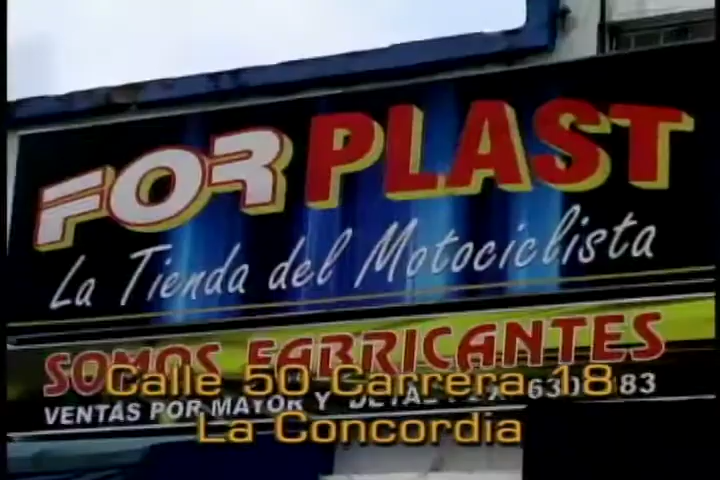 FOR PLAST
La Tienda del Motociclista
SOMOS FABRICANTES
VENTAS POR MAYOR Y
Calle 50 Carrera 18
La Concordia